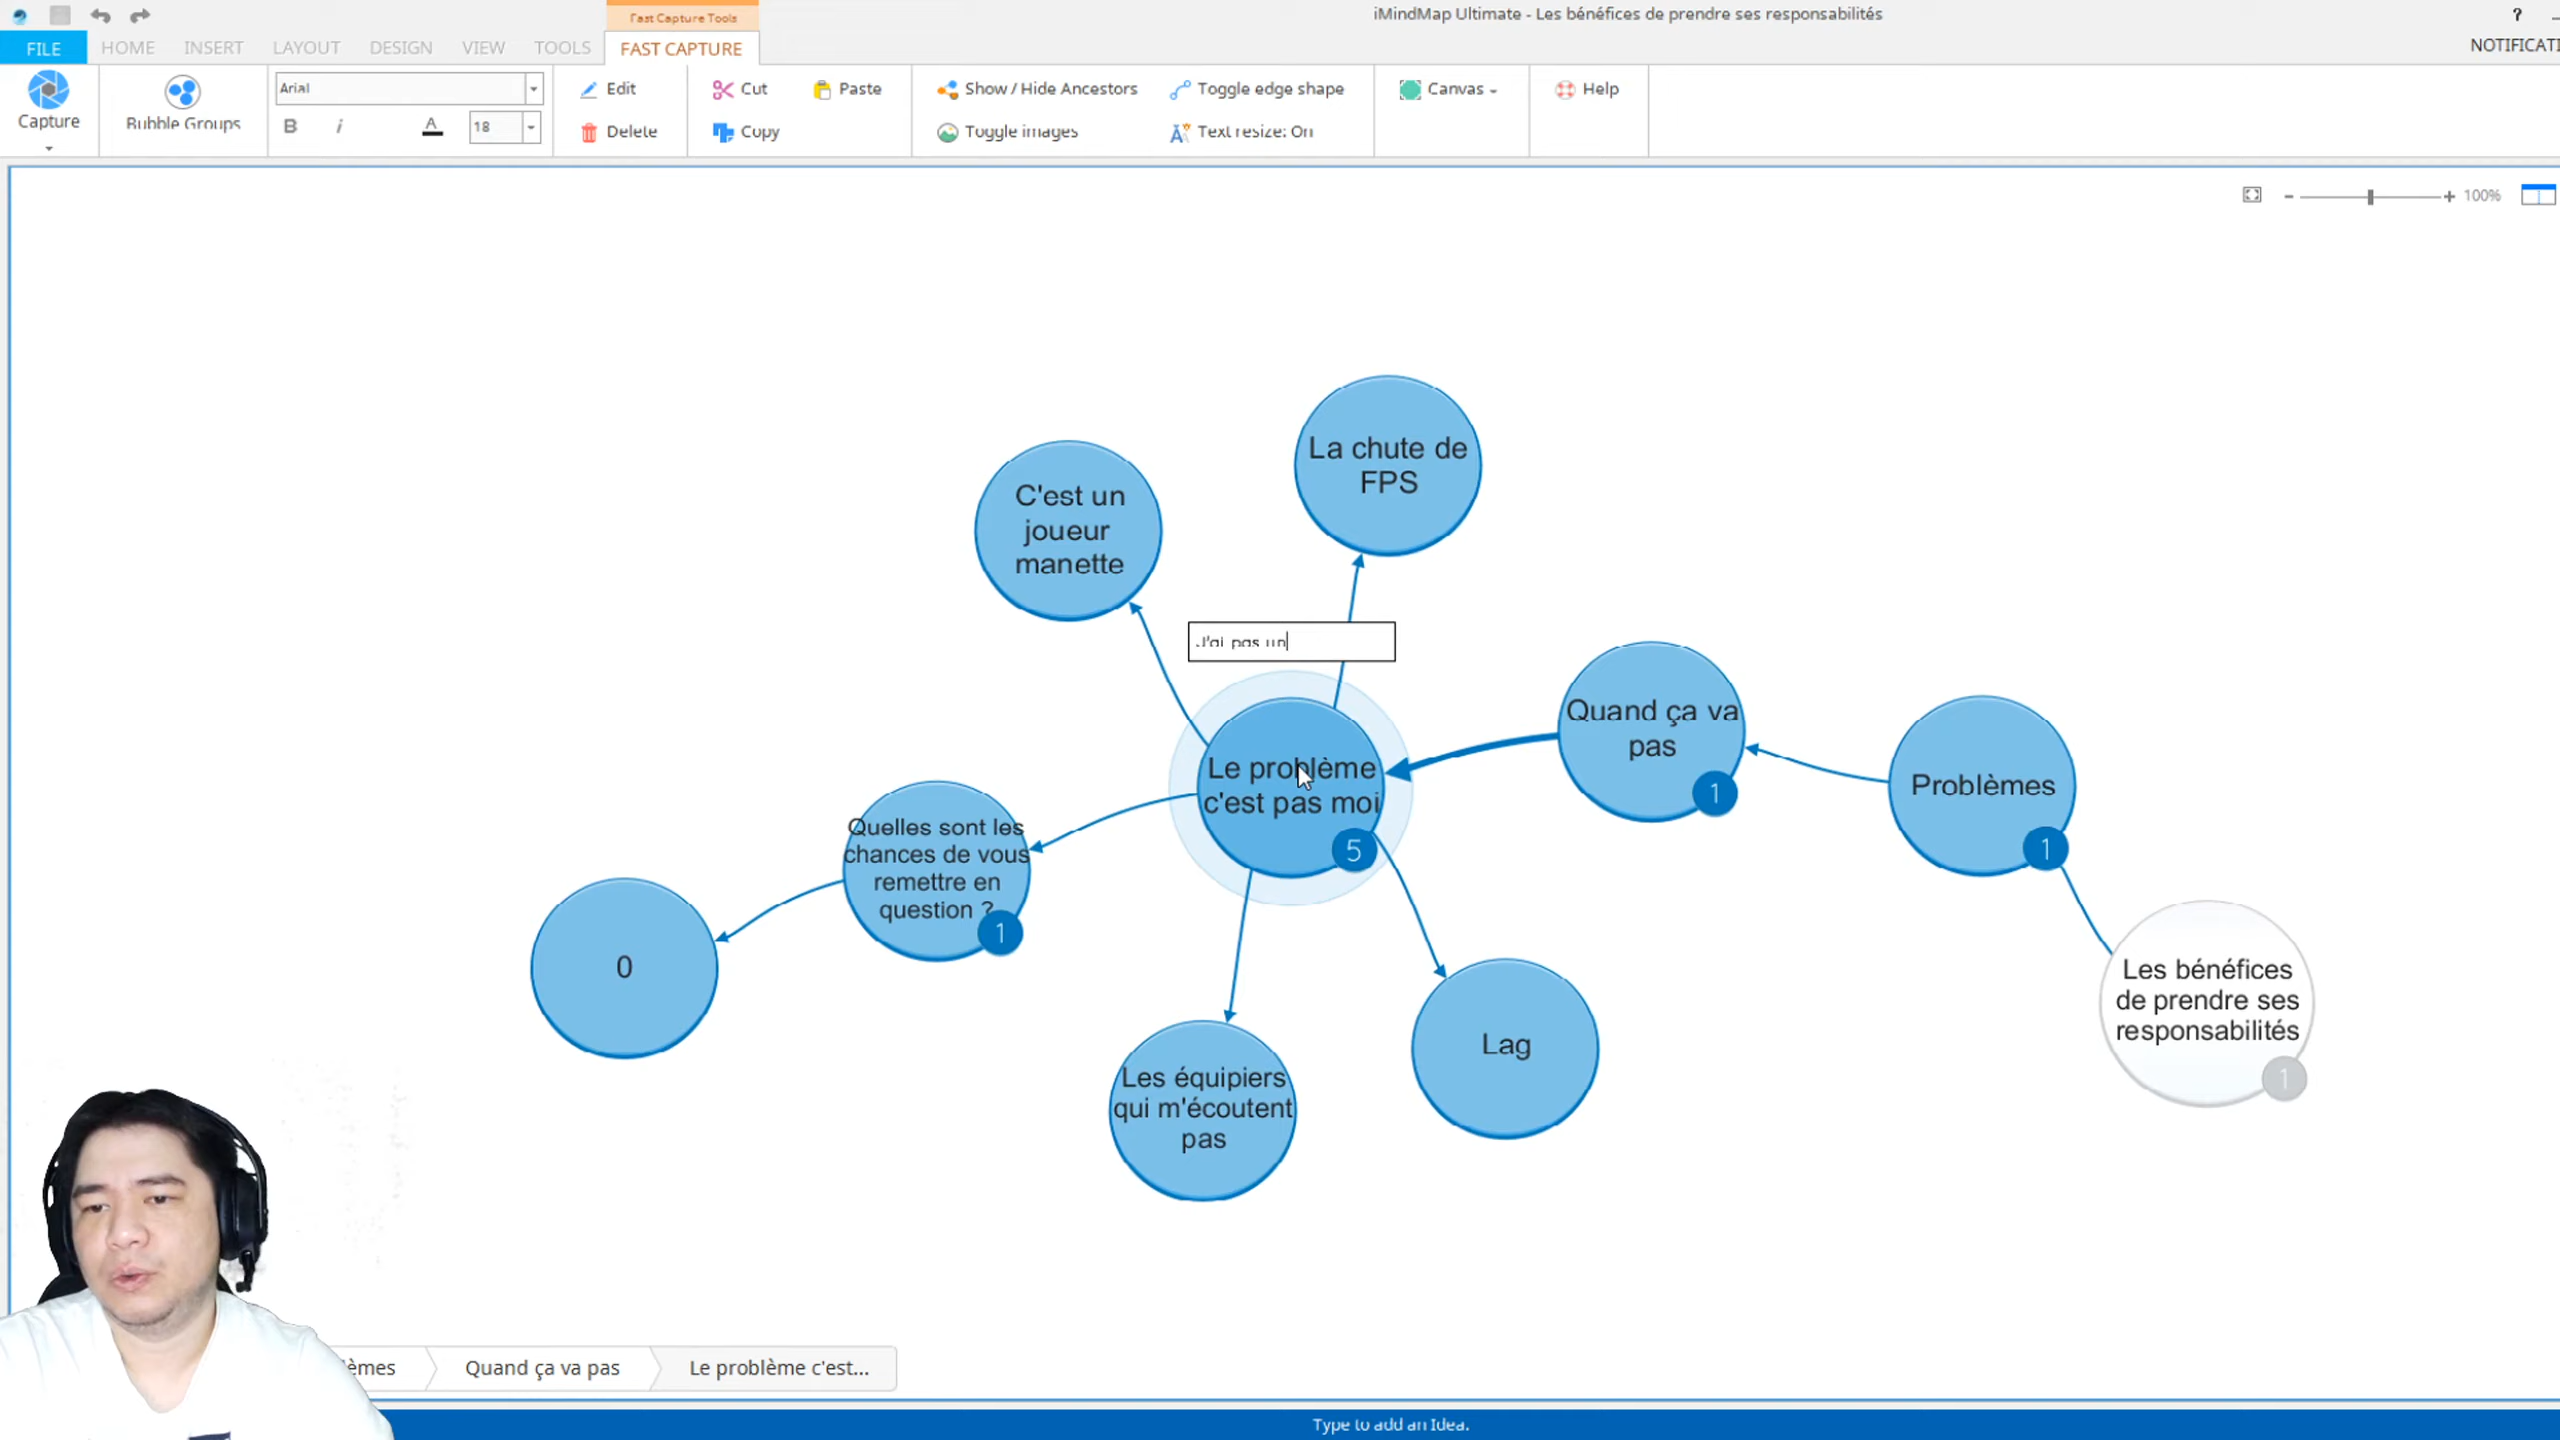 Fast Capture Tools
iMindMap Ultimate - Les bénéfices de prendre ses responsabilités
?
FILE
HOME
INSERT
LAYOUT
DESIGN
VIEW
TOOLS
FAST CAPTURE
Capture
Bubble Groups
Arial
B
i
A
18
Edit
Delete
Cut
Copy
Paste
Show / Hide Ancestors
Toggle images
Toggle edge shape
Text resize: On
Canvas
Help
100%
La chute de
FPS
C'est un
joueur
manette
J'ai pas un
Quand ça va
pas
1
Problèmes
1
Le problème
c'est pas moi
5
Quelles sont les
chances de vous
remettre en
question ?
1
0
Les bénéfices
de prendre ses
responsabilités
1
Lag
Les équipiers
qui m'écoutent
pas
Quand ça va pas
Le problème c'est...
Type to add an Idea.